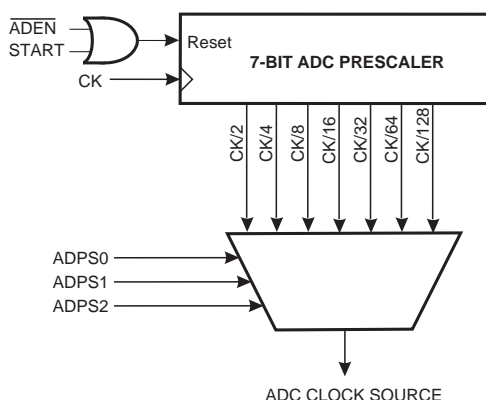 ADEN
START
CK
Reset
7-BIT ADC PRESCALER
CK/2
CK/4
CK/8
CK/16
CK/32
CK/64
CK/128
ADPS0
ADPS1
ADPS2
ADC CLOCK SOURCE